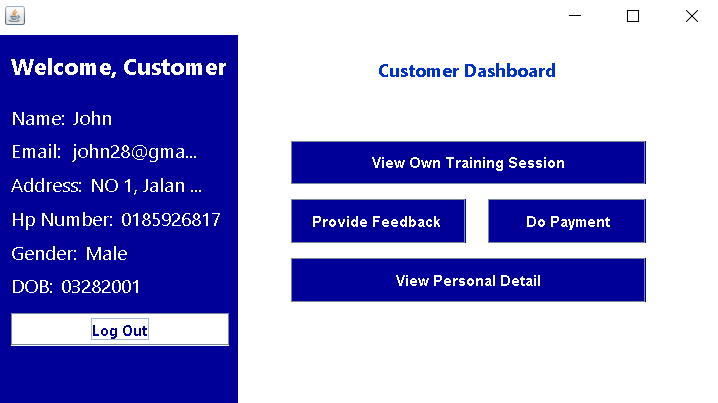 Welcome, Customer
Name: John
Email: john28@gma...
Address: NO 1, Jalan ...
Hp Number: 0185926817
Gender: Male
DOB: 03282001
Log Out
Customer Dashboard
View Own Training Session
Provide Feedback
Do Payment
View Personal Detail